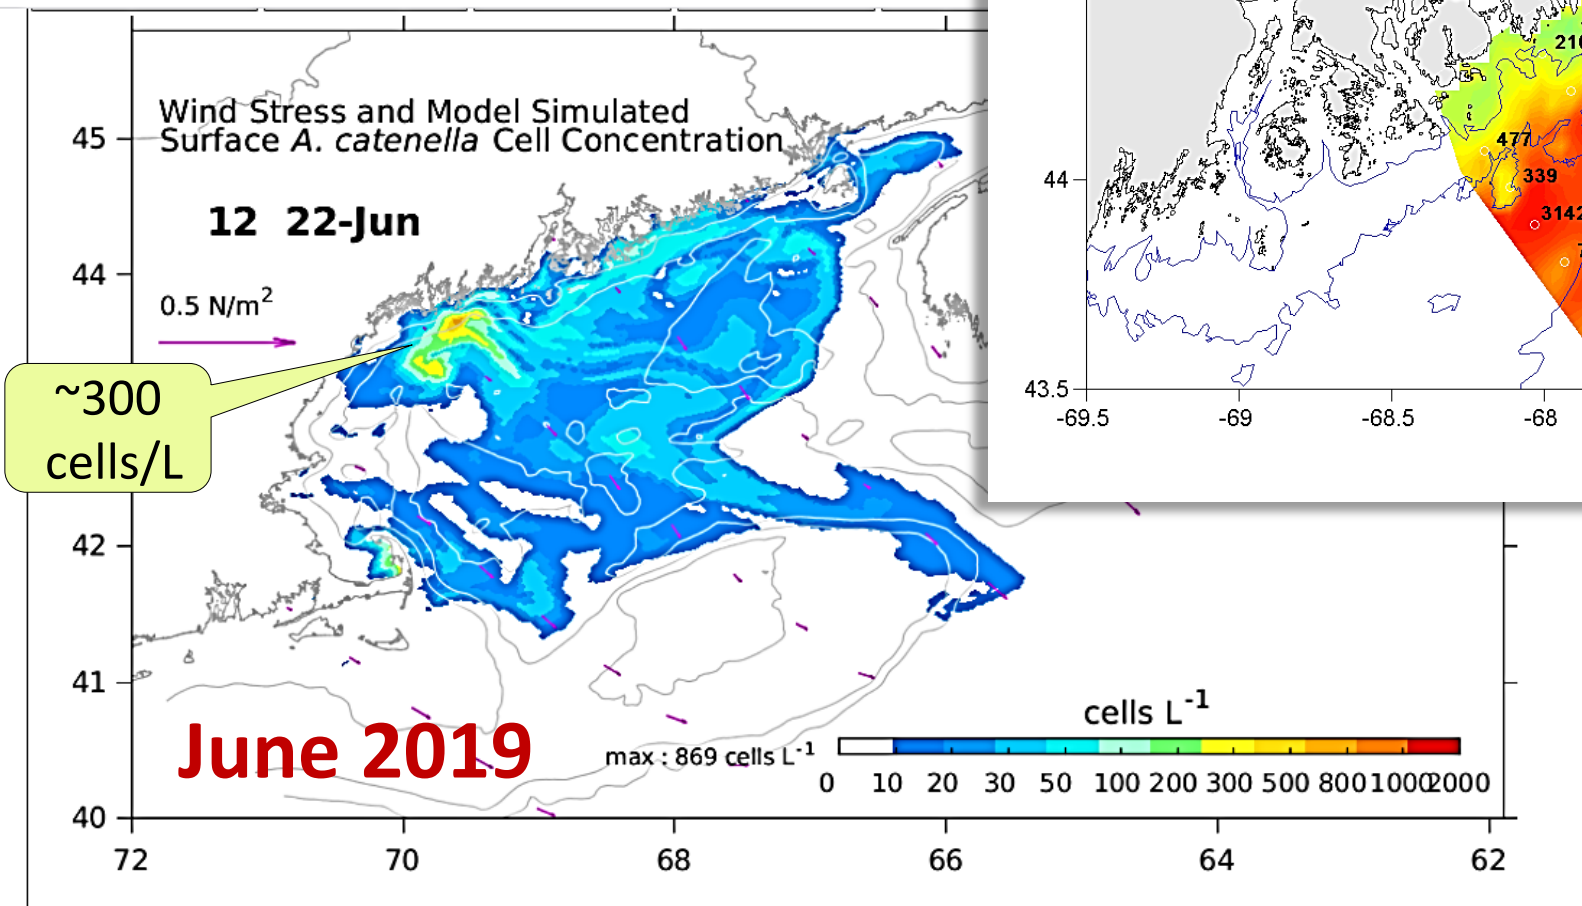 Wind Stress and Model Simulated
Surface A. catenella Cell Concentration
12 22-Jun
0.5 N/m²
~300
cells/L
June 2019
max : 869 cells L⁻¹
cells L⁻¹
0 10 20 30 50 100 200 300 500 800 1000 2000
45
44
42
41
40
72 70 68 66 64 62
477
339
3142
44
43.5
-69.5 -69 -68.5 -68